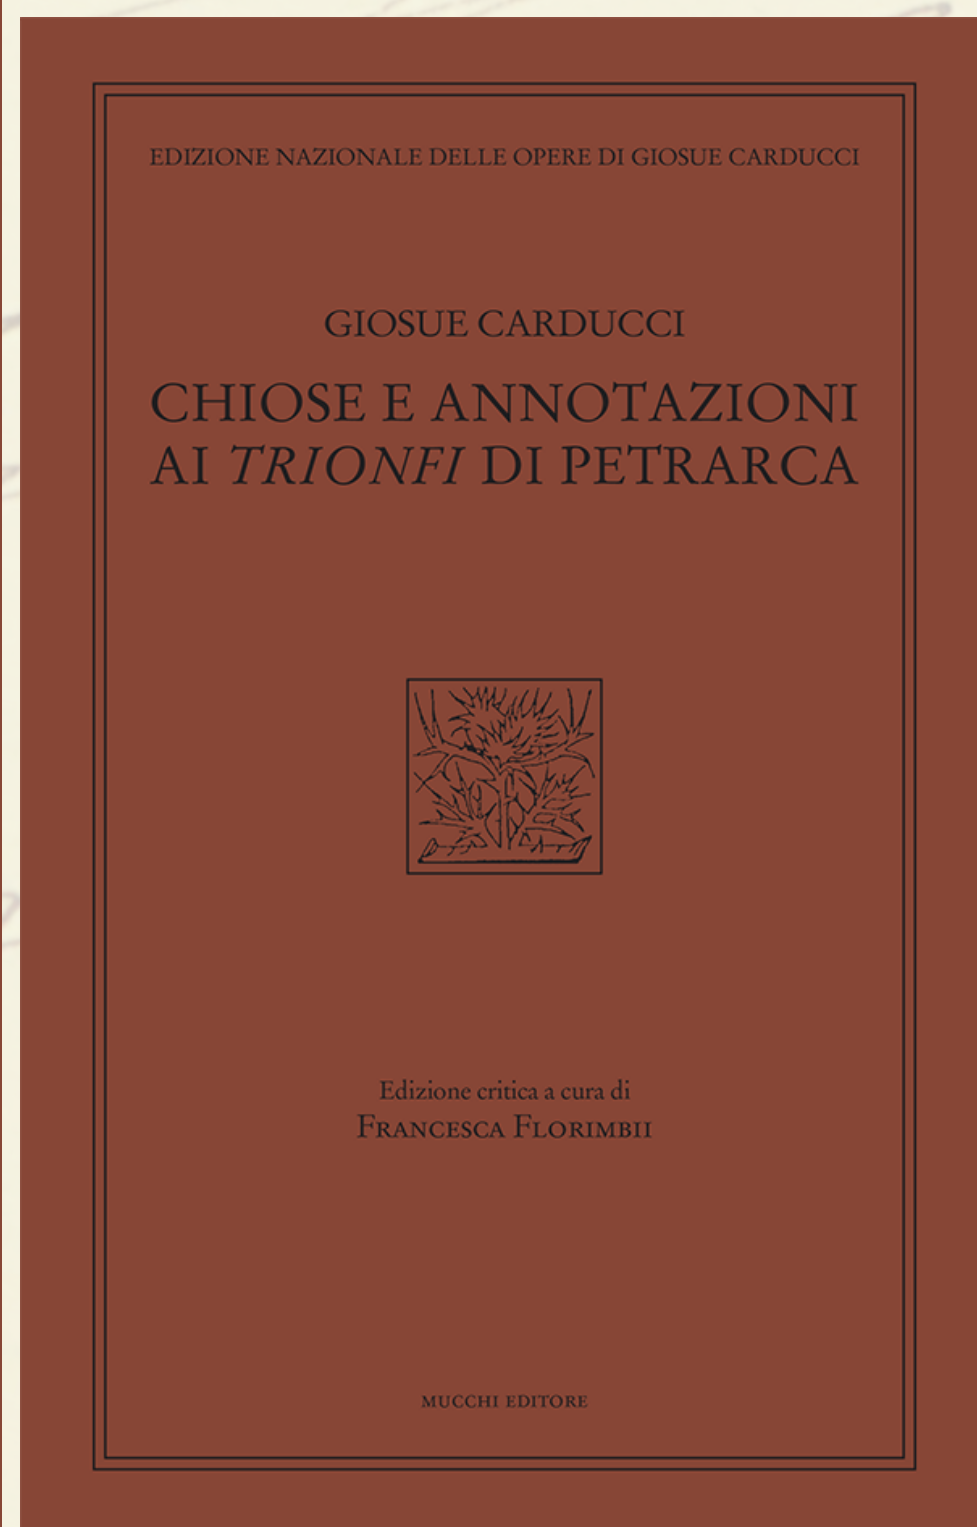 EDIZIONE NAZIONALE DELLE OPERE DI GIOSUE CARDUCCI
GIOSUE CARDUCCI
CHIOSE E ANNOTAZIONI
AI TRIONFI DI PETRARCA
Edizione critica a cura di
FRANCESCA FLORIMBII
MUCCHI EDITORE